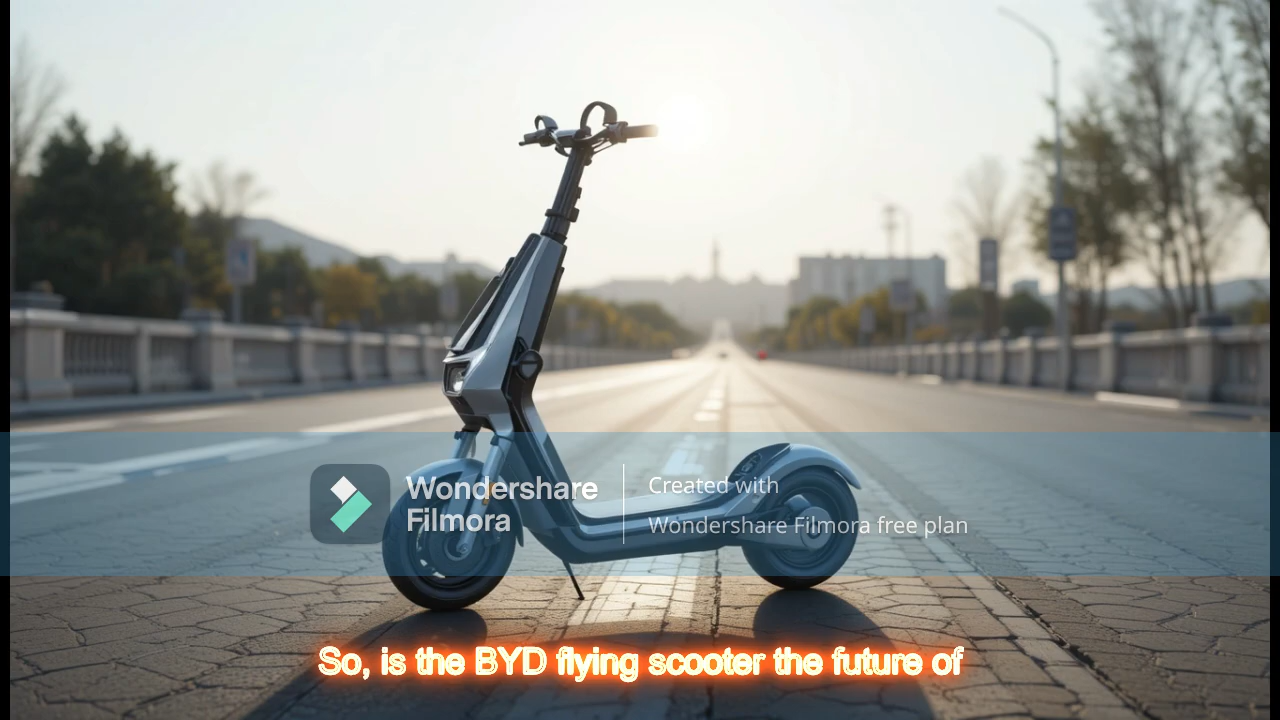 Wondershare
Filmora
Created with
Wondershare Filmora free plan
So, is the BYD flying scooter the future of